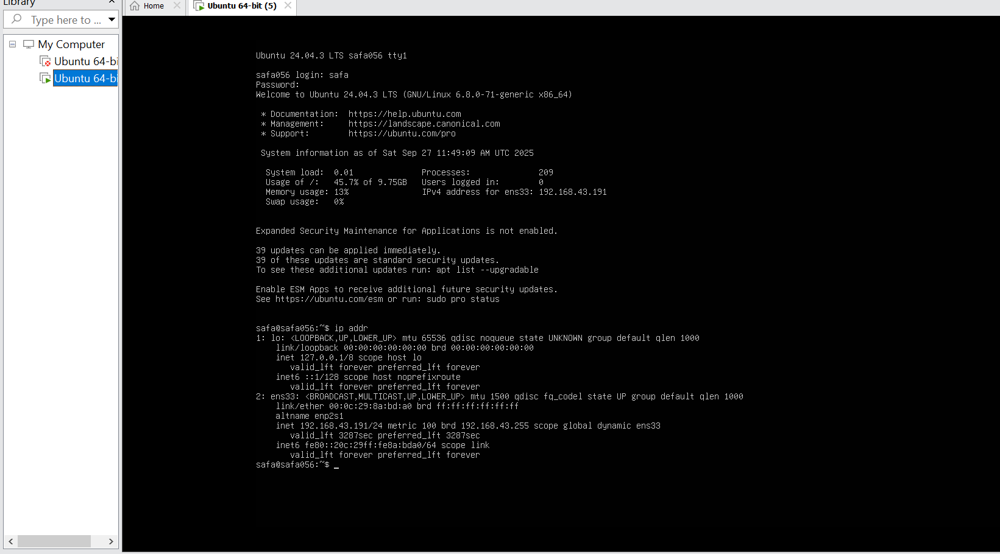 Library
Type here to ...
My Computer
Ubuntu 64-bi
Ubuntu 64-bi
Home
Ubuntu 64-bit (5)
Ubuntu 24.04.3 LTS safa056 tty1
safa056 login: safa
Password:
Welcome to Ubuntu 24.04.3 LTS (GNU/Linux 6.8.0-71-generic x86_64)
* Documentation:  https://help.ubuntu.com
* Management:     https://landscape.canonical.com
* Support:        https://ubuntu.com/pro
System information as of Sat Sep 27 11:49:09 AM UTC 2025
System load:  0.01              Processes:              209
Usage of /:   45.7% of 9.75GB   Users logged in:        0
Memory usage: 13%               IPv4 address for ens33: 192.168.43.191
Swap usage:   0%
Expanded Security Maintenance for Applications is not enabled.
39 updates can be applied immediately.
39 of these updates are standard security updates.
To see these additional updates run: apt list --upgradable
Enable ESM Apps to receive additional future security updates.
See https://ubuntu.com/esm or run: sudo pro status
safa@safa056:~$ ip addr
1: lo: <LOOPBACK,UP,LOWER_UP> mtu 65536 qdisc noqueue state UNKNOWN group default qlen 1000
link/loopback 00:00:00:00:00:00 brd 00:00:00:00:00:00
inet 127.0.0.1/8 scope host lo
valid_lft forever preferred_lft forever
inet6 ::1/128 scope host noprefixroute
valid_lft forever preferred_lft forever
2: ens33: <BROADCAST,MULTICAST,UP,LOWER_UP> mtu 1500 qdisc fq_codel state UP group default qlen 1000
link/ether 00:0c:29:8a:bd:a0 brd ff:ff:ff:ff:ff:ff
altname enp2s1
inet 192.168.43.191/24 metric 100 brd 192.168.43.255 scope global dynamic ens33
valid_lft 3287sec preferred_lft 3287sec
inet6 fe80::20c:29ff:fe8a:bda0/64 scope link
valid_lft forever preferred_lft forever
safa@safa056:~$ _